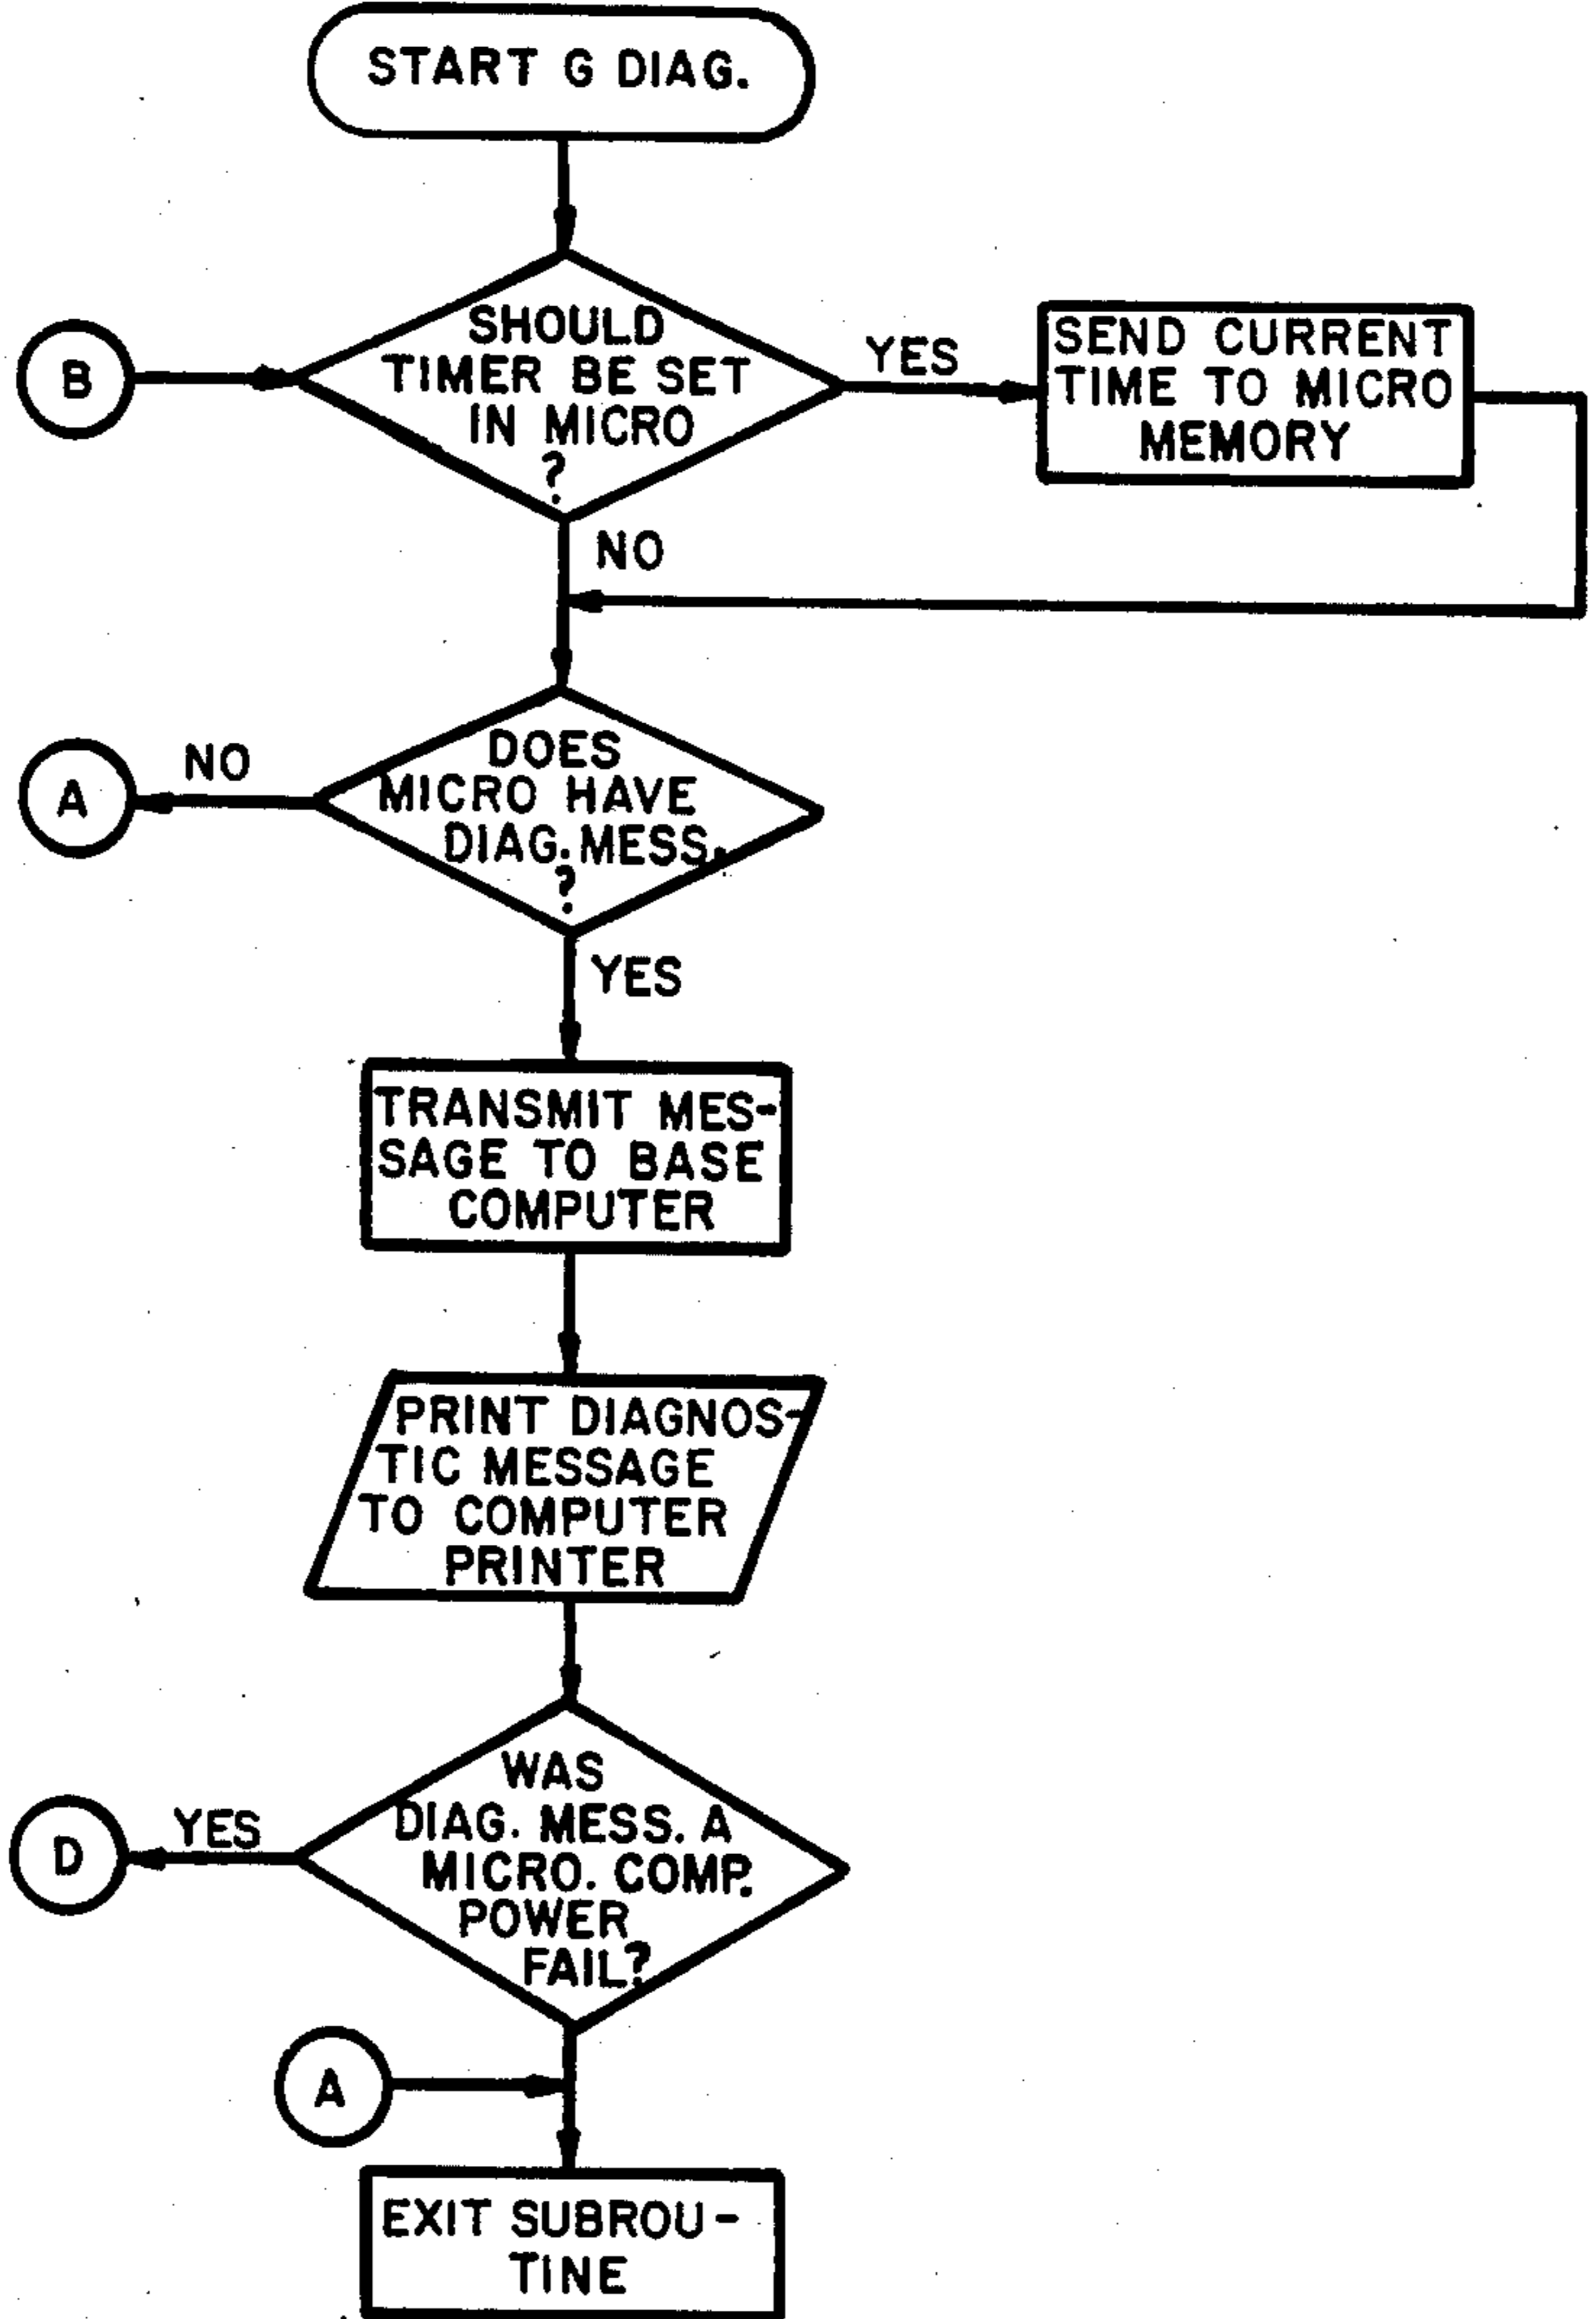 START G DIAG.
SHOULD
TIMER BE SET
IN MICRO
?
B
YES
SEND CURRENT
TIME TO MICRO
MEMORY
NO
DOES
MICRO HAVE
DIAG. MESS.
?
NO
A
YES
TRANSMIT MES-
SAGE TO BASE
COMPUTER
PRINT DIAGNOS-
TIC MESSAGE
TO COMPUTER
PRINTER
WAS
DIAG. MESS. A
MICRO. COMP.
POWER
FAIL?
YES
D
A
EXIT SUBROU-
TINE